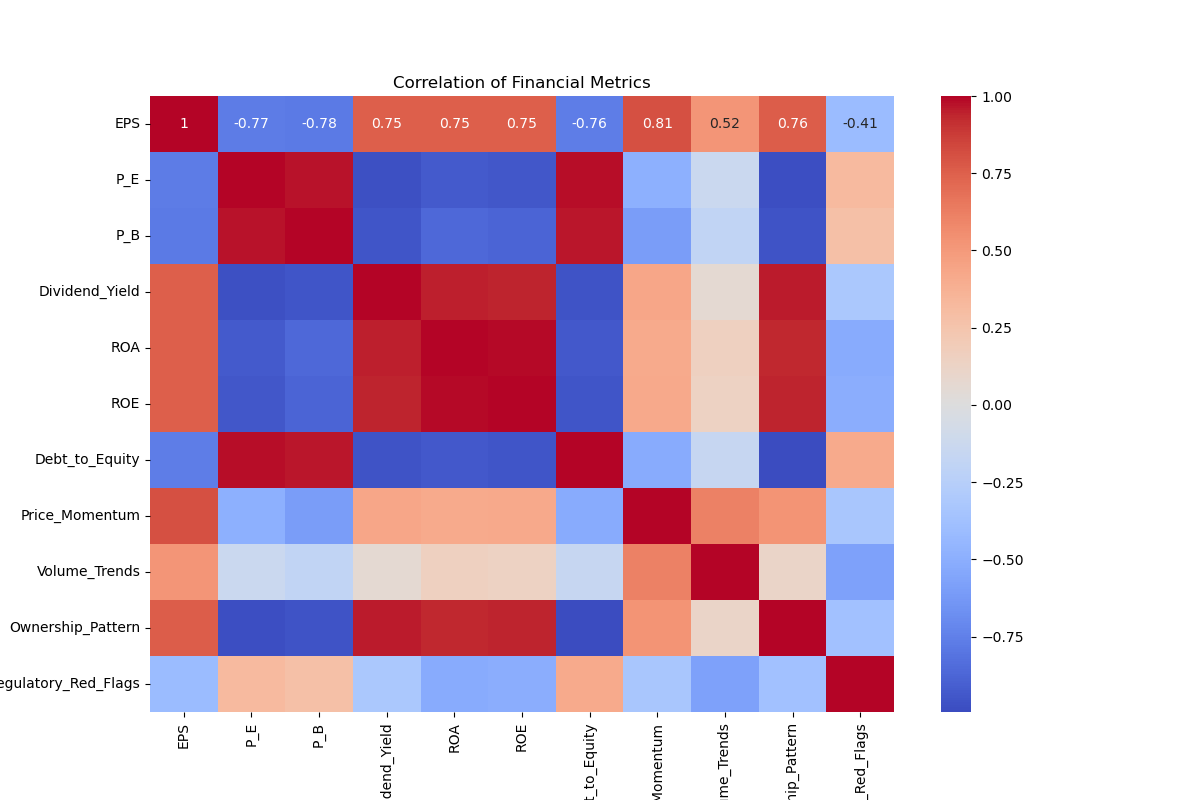 Correlation of Financial Metrics
EPS
1 -0.77 -0.78 0.75 0.75 0.75 -0.76 0.81 0.52 0.76 -0.41
P_E
P_B
Dividend_Yield
ROA
ROE
Debt_to_Equity
Price_Momentum
Volume_Trends
Ownership_Pattern
egulatory_Red_Flags
EPS
P_E
P_B
dend_Yield
ROA
ROE
t_to_Equity
Momentum
me_Trends
hip_Pattern
_Red_Flags
1.00
0.75
0.50
0.25
0.00
−0.25
−0.50
−0.75